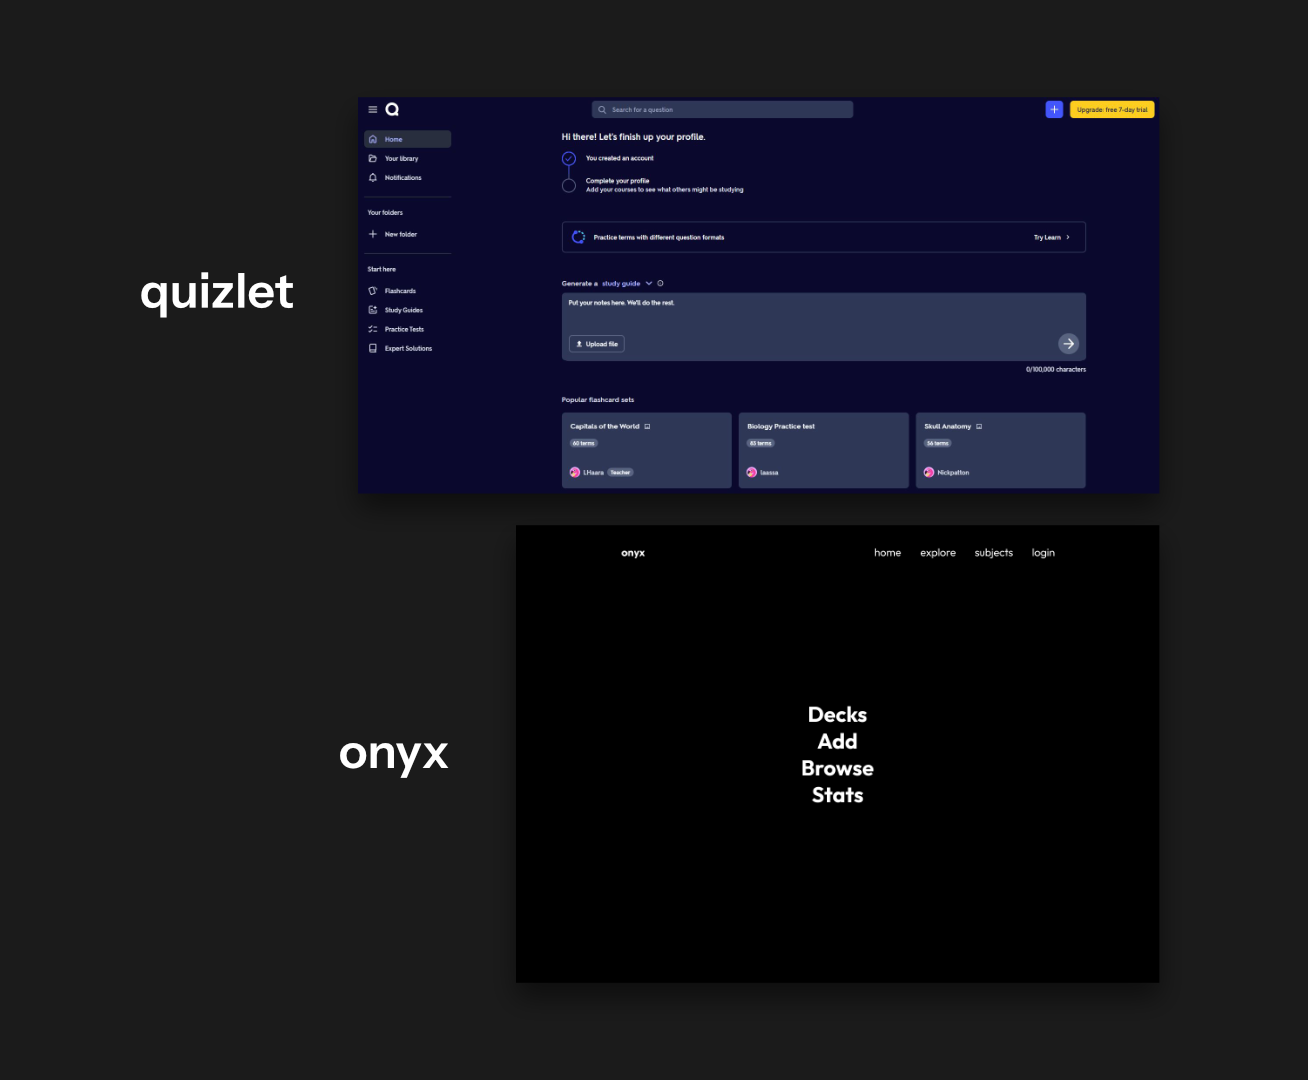 quizlet
Q
Search for a question
+
Upgrade: free 7-day trial
Home
Your library
Notifications
Your folders
New folder
Start here
Flashcards
Study Guides
Practice Tests
Expert Solutions
Hi there! Let's finish up your profile.
You created an account
Complete your profile
Add your courses to see what others might be studying
Practice terms with different question formats
Try Learn
Generate a study guide
Put your notes here. We'll do the rest.
Upload file
0/100,000 characters
Popular flashcard sets
Capitals of the World
60 terms
LHaara Teacher
Biology Practice test
83 terms
laassa
Skull Anatomy
56 terms
Nickpatton
onyx
onyx
home explore subjects login
Decks
Add
Browse
Stats